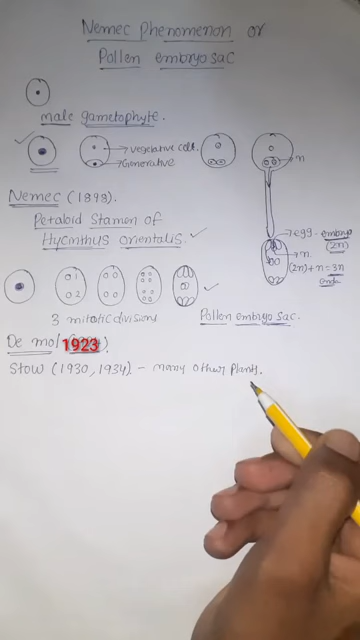 Nemec Phenomenon or
Pollen embryo sac
male gametophyte.
vegetative cell.
Generative
n
Nemec (1898).
Petaloid Stamen of
Hycinthus orientalis.
egg - embryo
(2n)
n
(2n)+n=3n
endo
1 2
3 mitotic divisions
Pollen embryo sac.
De mol 1923).
Stow (1930, 1934) - many other plants.